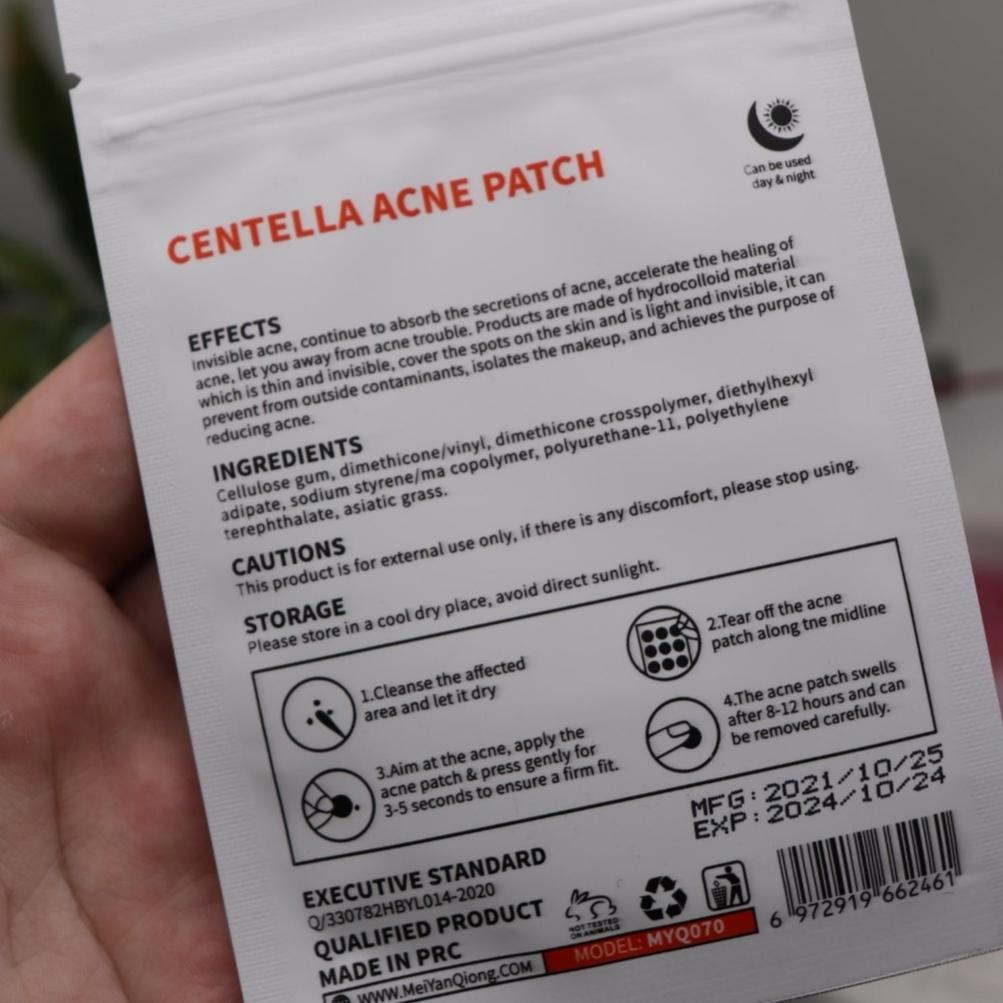 Can be used
day & night
CENTELLA ACNE PATCH
EFFECTS
Invisible acne, continue to absorb the secretions of acne, accelerate the healing of
acne, let you away from acne trouble. Products are made of hydrocolloid material
which is thin and invisible, cover the spots on the skin and is light and invisible, it can
prevent from outside contaminants, isolates the makeup, and achieves the purpose of
reducing acne.
INGREDIENTS
Cellulose gum, dimethicone/vinyl, dimethicone crosspolymer, diethylhexyl
adipate, sodium styrene/ma copolymer, polyurethane-11, polyethylene
terephthalate, asiatic grass.
CAUTIONS
This product is for external use only, if there is any discomfort, please stop using.
STORAGE
Please store in a cool dry place, avoid direct sunlight.
1.Cleanse the affected
area and let it dry
2.Tear off the acne
patch along tne midline
3.Aim at the acne, apply the
acne patch & press gently for
3-5 seconds to ensure a firm fit.
4.The acne patch swells
after 8-12 hours and can
be removed carefully.
MFG:2021/10/25
EXP:2024/10/24
EXECUTIVE STANDARD
Q/330782HBYL014-2020
QUALIFIED PRODUCT
MADE IN PRC
NOT TESTED
ON ANIMALS
MODEL: MYQ070
6 972919 662461
WWW.MeiYanQiong.COM